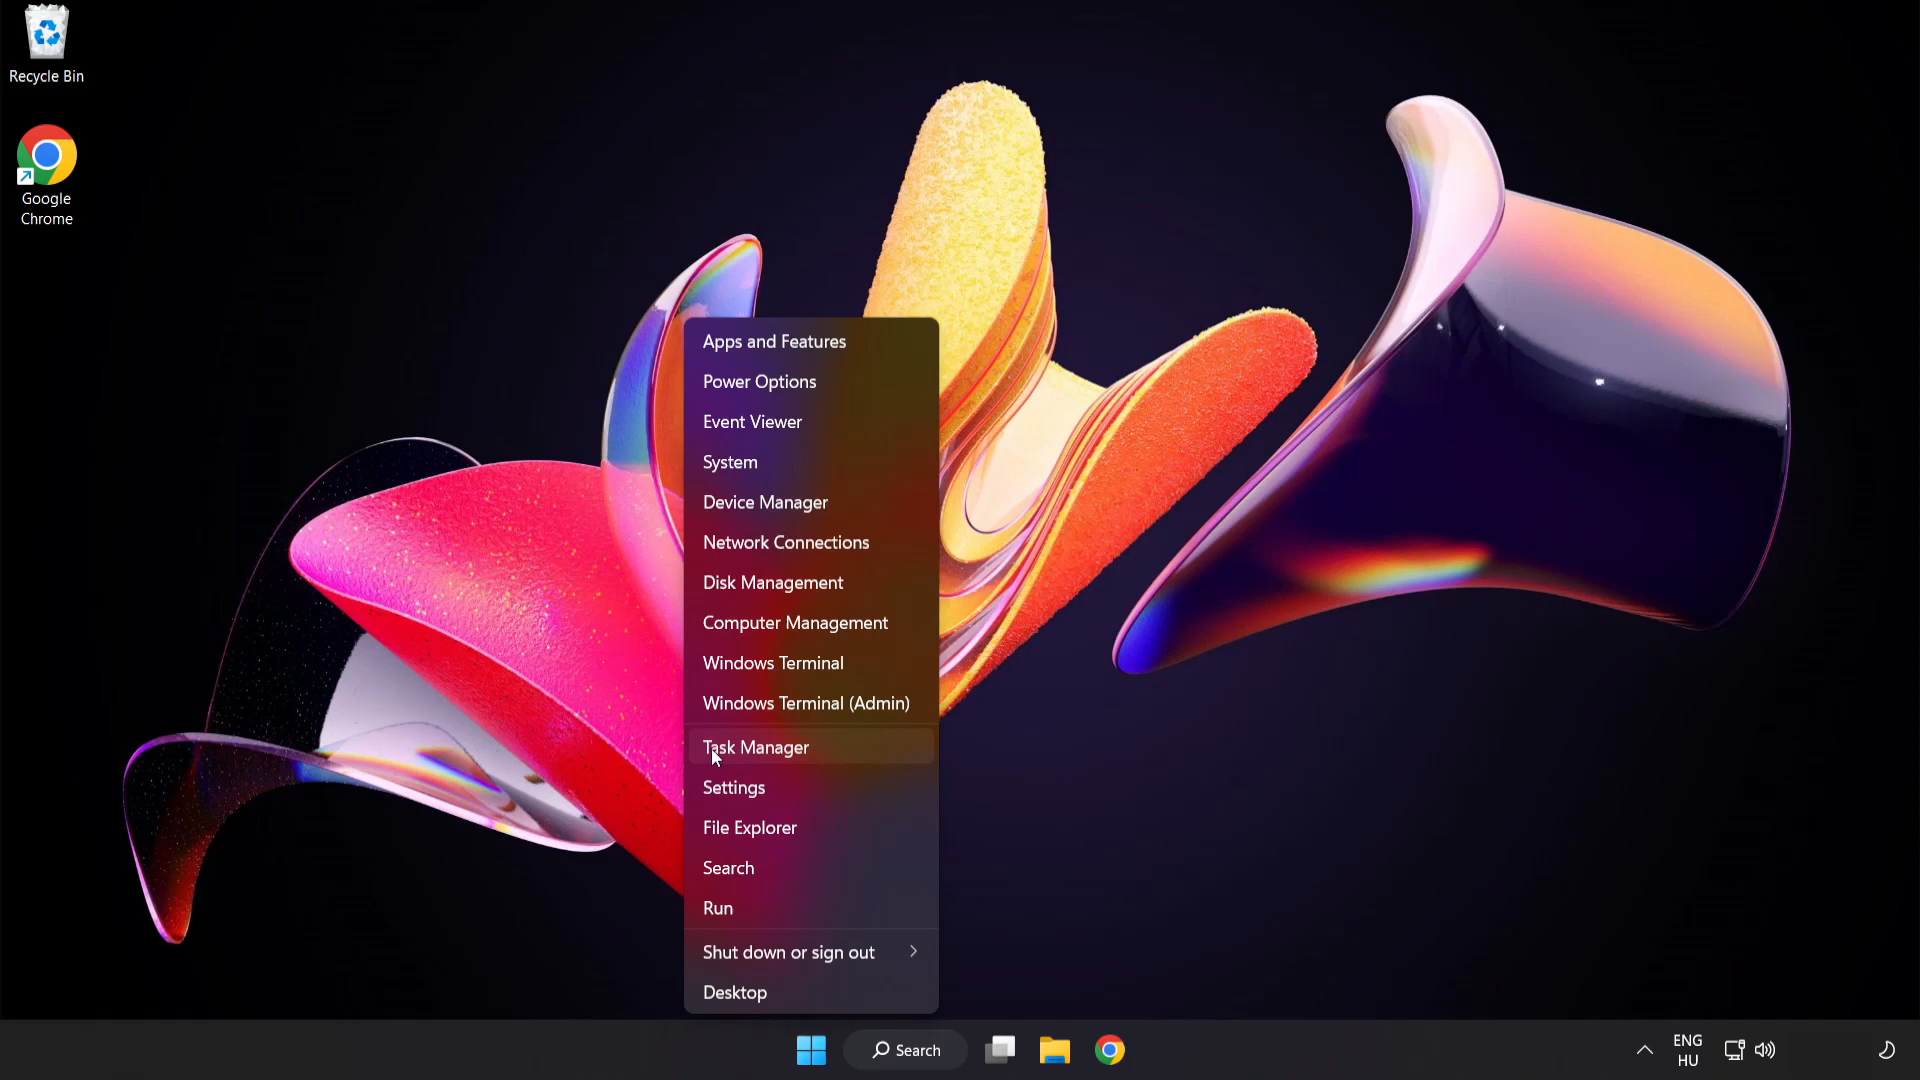 Recycle Bin
Google
Chrome
Apps and Features
Power Options
Event Viewer
System
Device Manager
Network Connections
Disk Management
Computer Management
Windows Terminal
Windows Terminal (Admin)
Task Manager
Settings
File Explorer
Search
Run
Shut down or sign out
Desktop
Search
ENG
HU